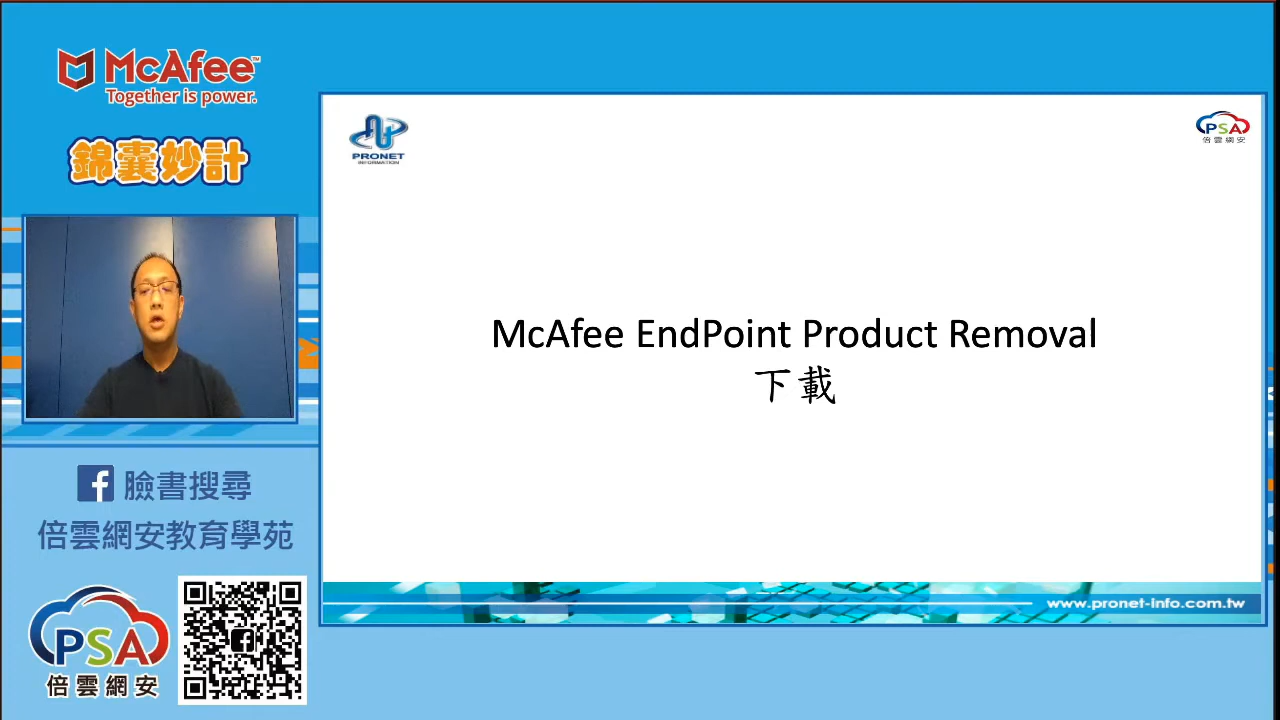 McAfee™
Together is power.
錦囊妙計
PRONET
INFORMATION
PSA
倍雲網安
McAfee EndPoint Product Removal
下載
臉書搜尋
倍雲網安教育學苑
PSA
倍雲網安
www.pronet-info.com.tw